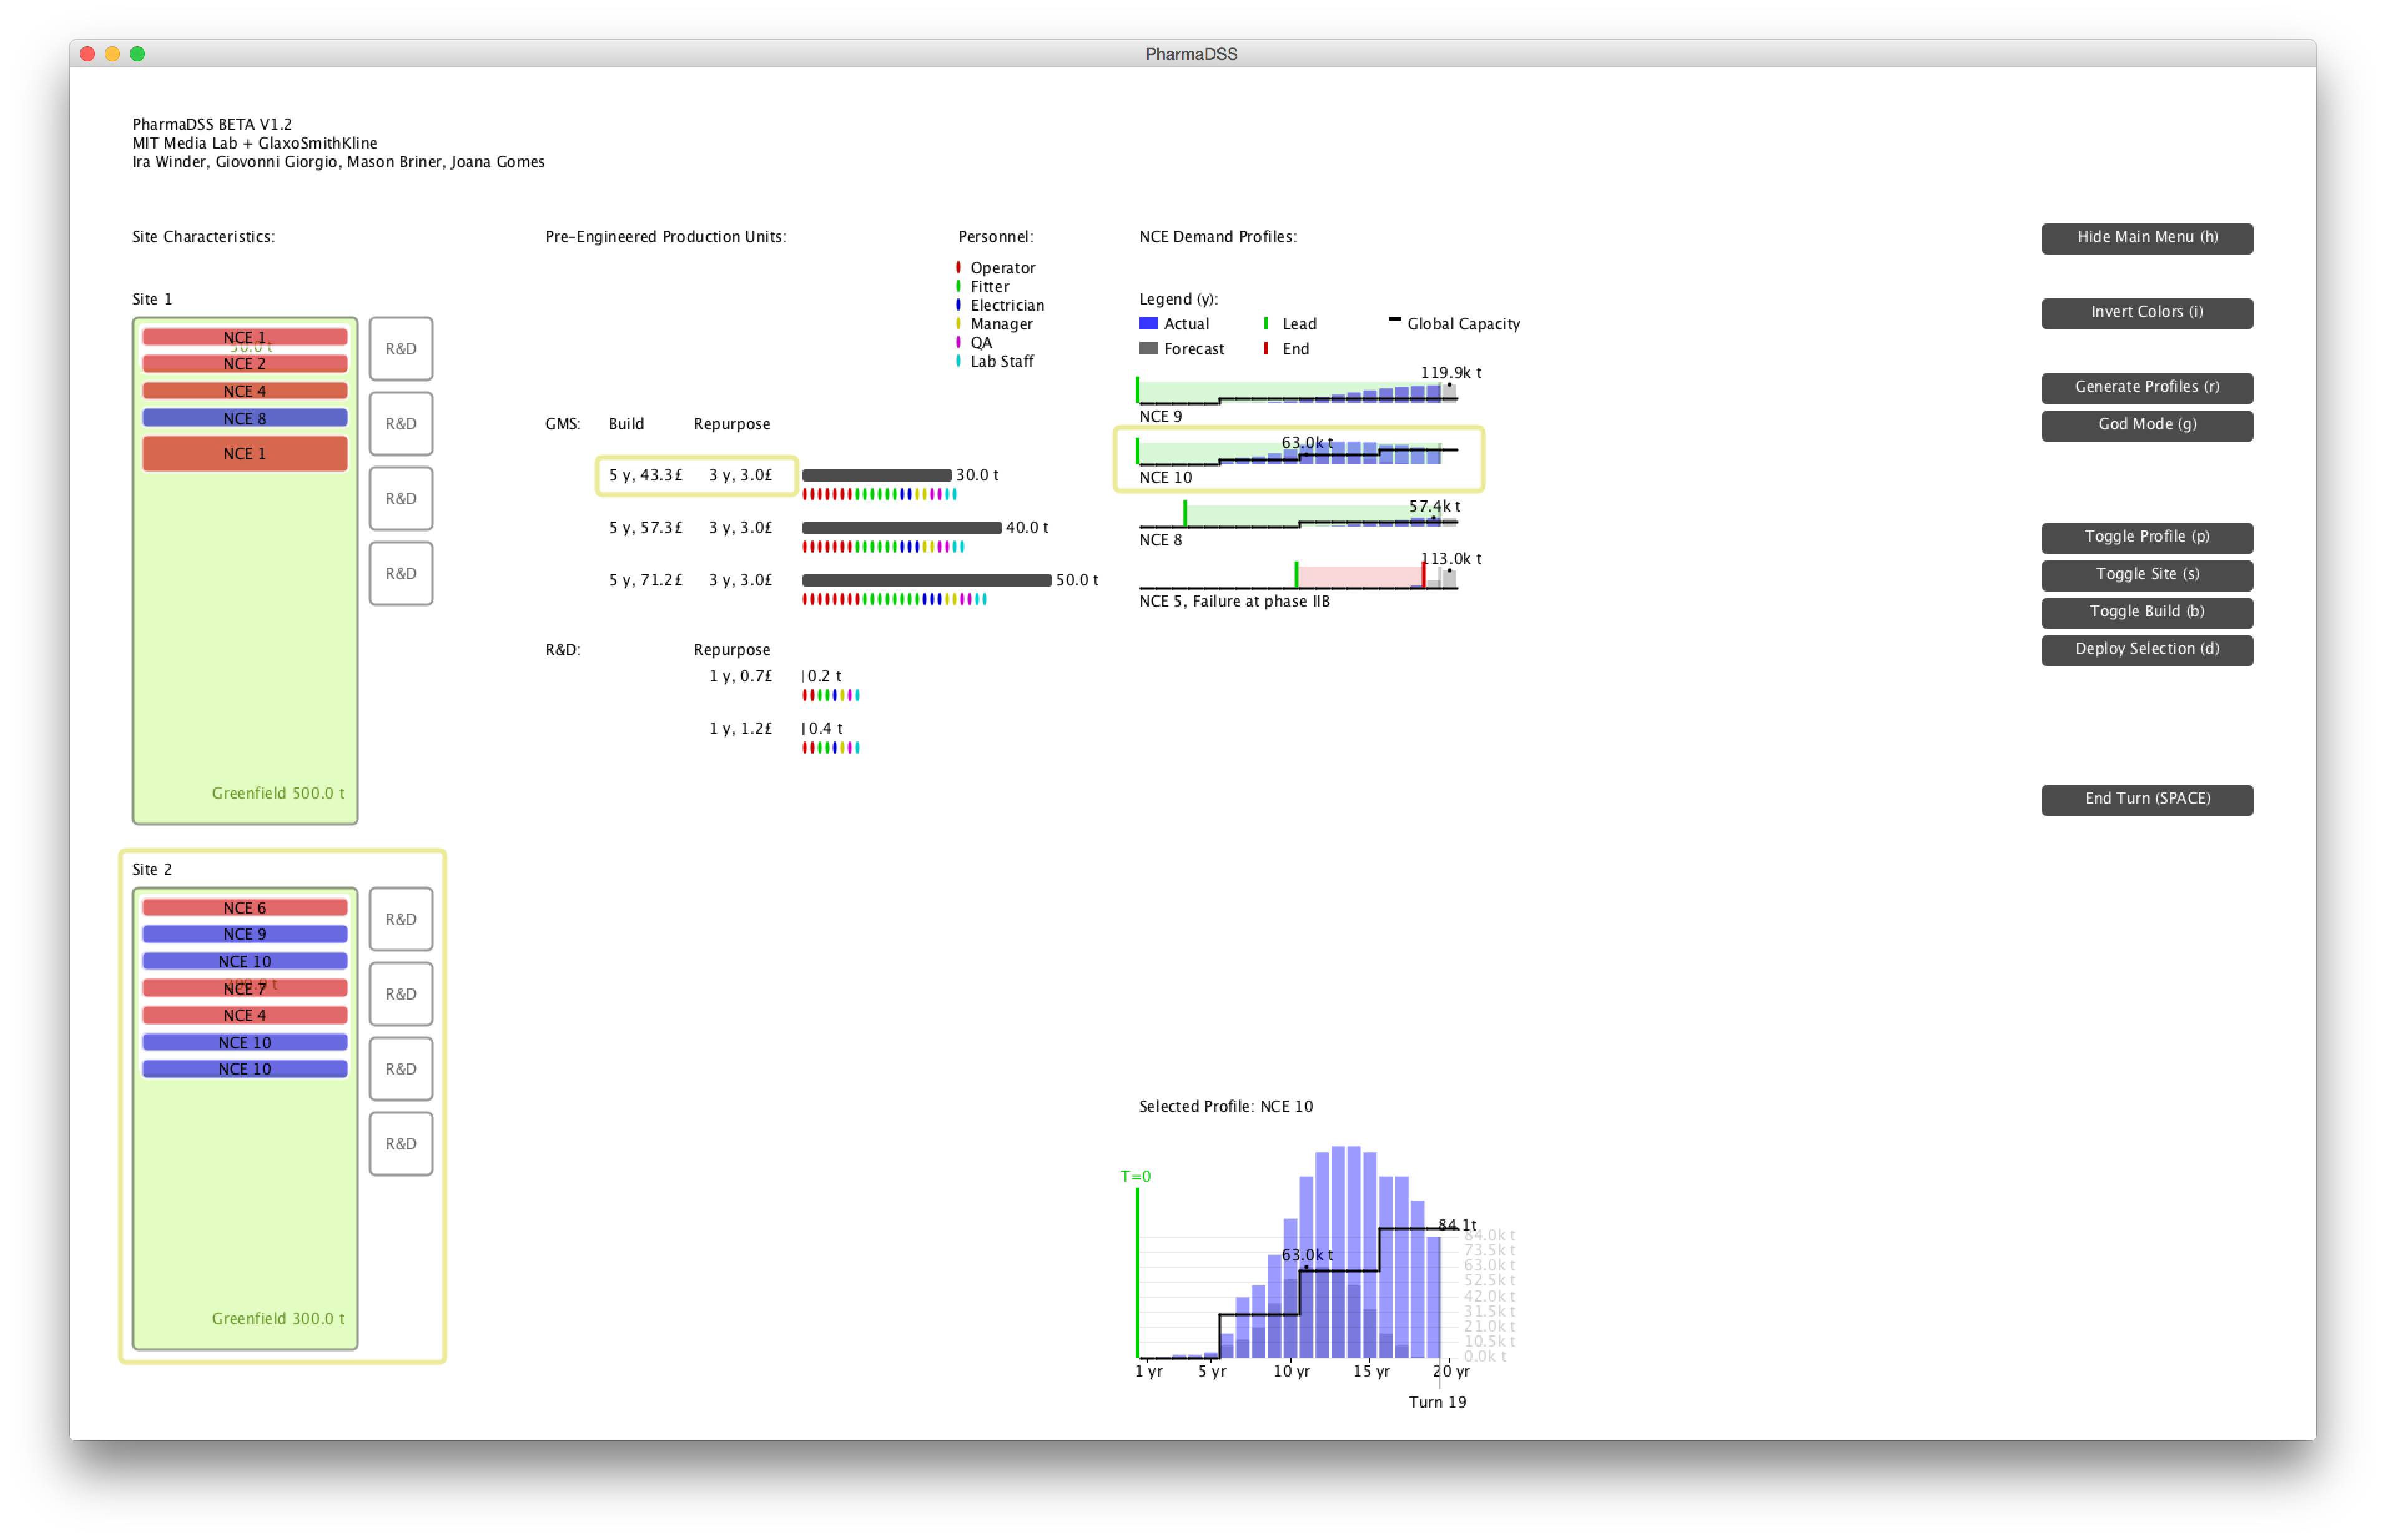 PharmaDSS
PharmaDSS BETA V1.2
MIT Media Lab + GlaxoSmithKline
Ira Winder, Giovonni Giorgio, Mason Briner, Joana Gomes
Site Characteristics:
Site 1
NCE 1
NCE 2
NCE 4
NCE 8
NCE 1
Greenfield 500.0 t
R&D
R&D
R&D
R&D
Site 2
NCE 6
NCE 9
NCE 10
NCE 7
NCE 4
NCE 10
NCE 10
Greenfield 300.0 t
R&D
R&D
R&D
R&D
Pre-Engineered Production Units:
GMS: Build Repurpose
5 y, 43.3£ 3 y, 3.0£ 30.0 t
5 y, 57.3£ 3 y, 3.0£ 40.0 t
5 y, 71.2£ 3 y, 3.0£ 50.0 t
R&D: Repurpose
1 y, 0.7£ 0.2 t
1 y, 1.2£ 0.4 t
Personnel:
Operator
Fitter
Electrician
Manager
QA
Lab Staff
NCE Demand Profiles:
Legend (y):
Actual Lead Global Capacity
Forecast End
119.9k t
NCE 9
63.0k t
NCE 10
57.4k t
NCE 8
113.0k t
NCE 5, Failure at phase IIB
Selected Profile: NCE 10
T=0
84.1t
63.0k t
84.0k t
73.5k t
63.0k t
52.5k t
42.0k t
31.5k t
21.0k t
10.5k t
0.0k t
1 yr 5 yr 10 yr 15 yr 20 yr
Turn 19
Hide Main Menu (h)
Invert Colors (i)
Generate Profiles (r)
God Mode (g)
Toggle Profile (p)
Toggle Site (s)
Toggle Build (b)
Deploy Selection (d)
End Turn (SPACE)